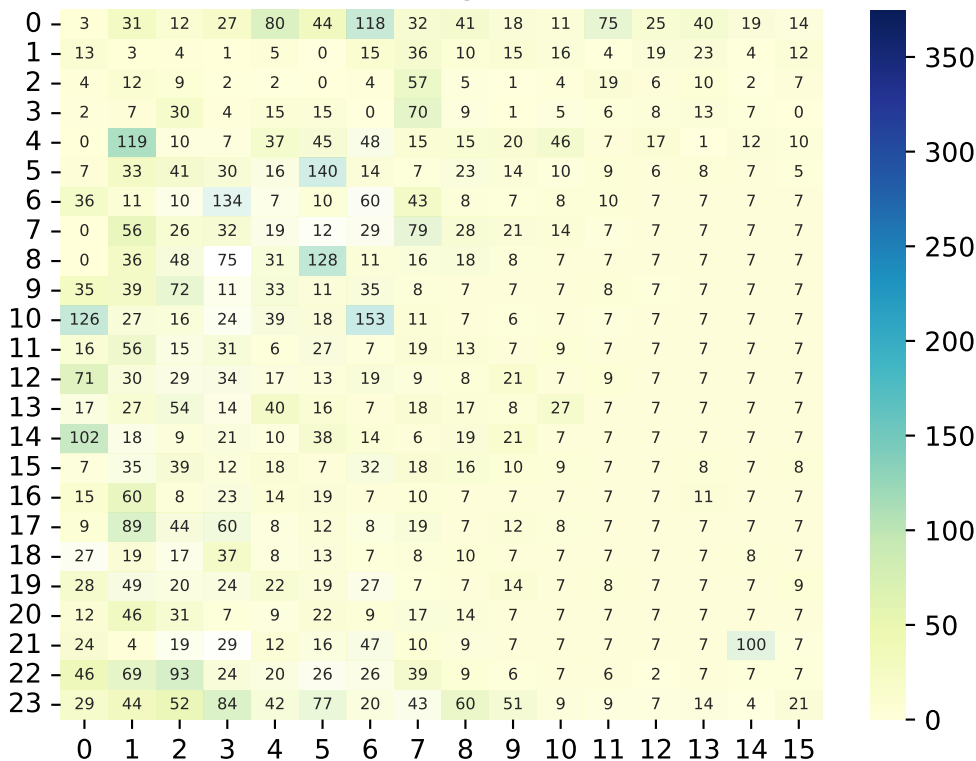 0 3 31 12 27 80 44 118 32 41 18 11 75 25 40 19 14
1 13 3 4 1 5 0 15 36 10 15 16 4 19 23 4 12
2 4 12 9 2 2 0 4 57 5 1 4 19 6 10 2 7
3 2 7 30 4 15 15 0 70 9 1 5 6 8 13 7 0
4 0 119 10 7 37 45 48 15 15 20 46 7 17 1 12 10
5 7 33 41 30 16 140 14 7 23 14 10 9 6 8 7 5
6 36 11 10 134 7 10 60 43 8 7 8 10 7 7 7 7
7 0 56 26 32 19 12 29 79 28 21 14 7 7 7 7 7
8 0 36 48 75 31 128 11 16 18 8 7 7 7 7 7 7
9 35 39 72 11 33 11 35 8 7 7 7 8 7 7 7 7
10 126 27 16 24 39 18 153 11 7 6 7 7 7 7 7 7
11 16 56 15 31 6 27 7 19 13 7 9 7 7 7 7 7
12 71 30 29 34 17 13 19 9 8 21 7 9 7 7 7 7
13 17 27 54 14 40 16 7 18 17 8 27 7 7 7 7 7
14 102 18 9 21 10 38 14 6 19 21 7 7 7 7 7 7
15 7 35 39 12 18 7 32 18 16 10 9 7 7 8 7 8
16 15 60 8 23 14 19 7 10 7 7 7 7 7 11 7 7
17 9 89 44 60 8 12 8 19 7 12 8 7 7 7 7 7
18 27 19 17 37 8 13 7 8 10 7 7 7 7 7 8 7
19 28 49 20 24 22 19 27 7 7 14 7 8 7 7 7 9
20 12 46 31 7 9 22 9 17 14 7 7 7 7 7 7 7
21 24 4 19 29 12 16 47 10 9 7 7 7 7 7 100 7
22 46 69 93 24 20 26 26 39 9 6 7 6 2 7 7 7
23 29 44 52 84 42 77 20 43 60 51 9 9 7 14 4 21
0 1 2 3 4 5 6 7 8 9 10 11 12 13 14 15
350
300
250
200
150
100
50
0